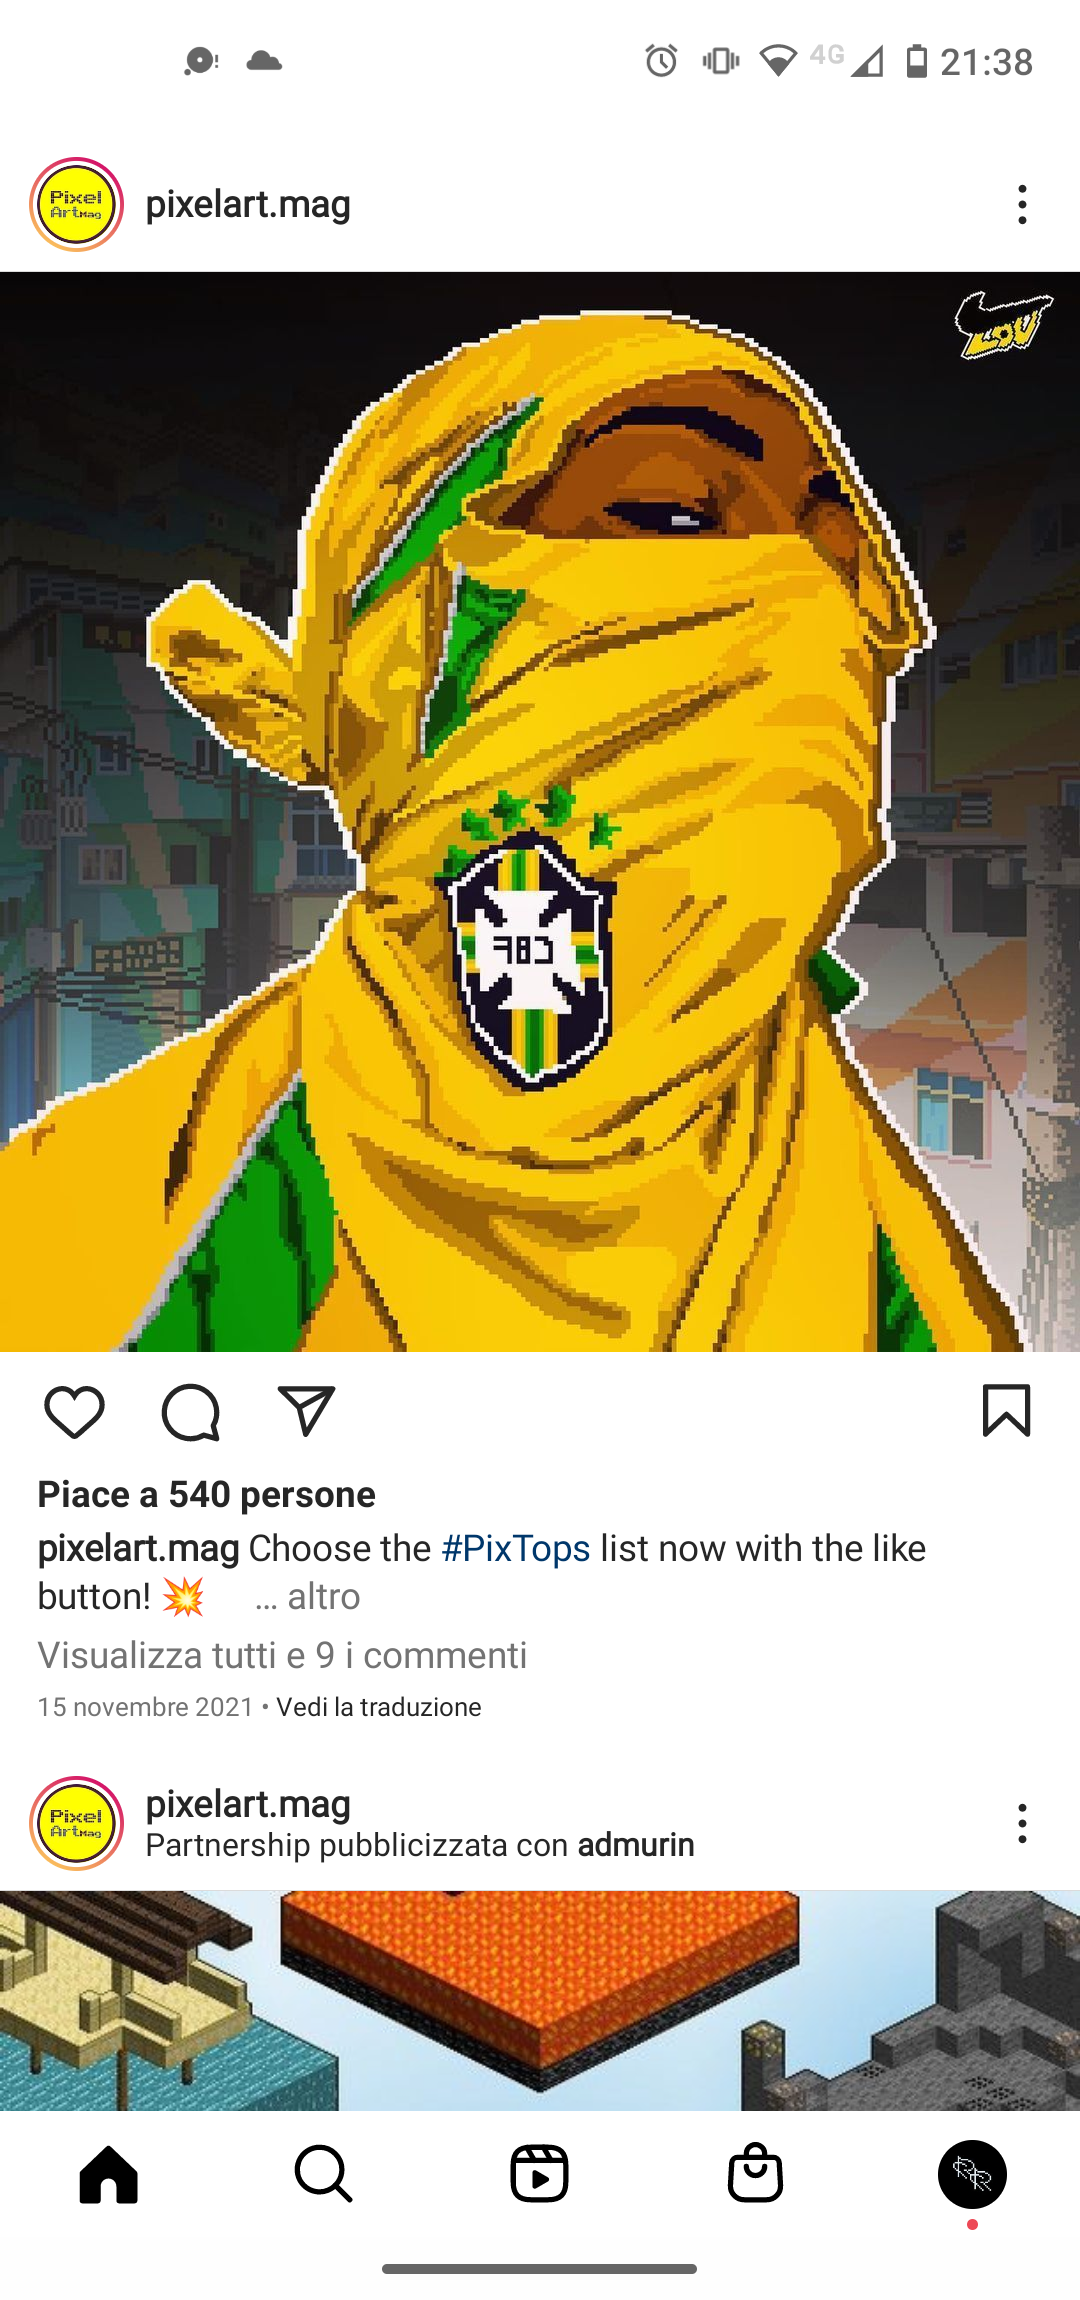 4G 21:38
Pixel
ArtMag
pixelart.mag
LOU
CBF
Piace a 540 persone
pixelart.mag Choose the #PixTops list now with the like
button! 💥 ... altro
Visualizza tutti e 9 i commenti
15 novembre 2021 • Vedi la traduzione
Pixel
ArtMag
pixelart.mag
Partnership pubblicizzata con admurin